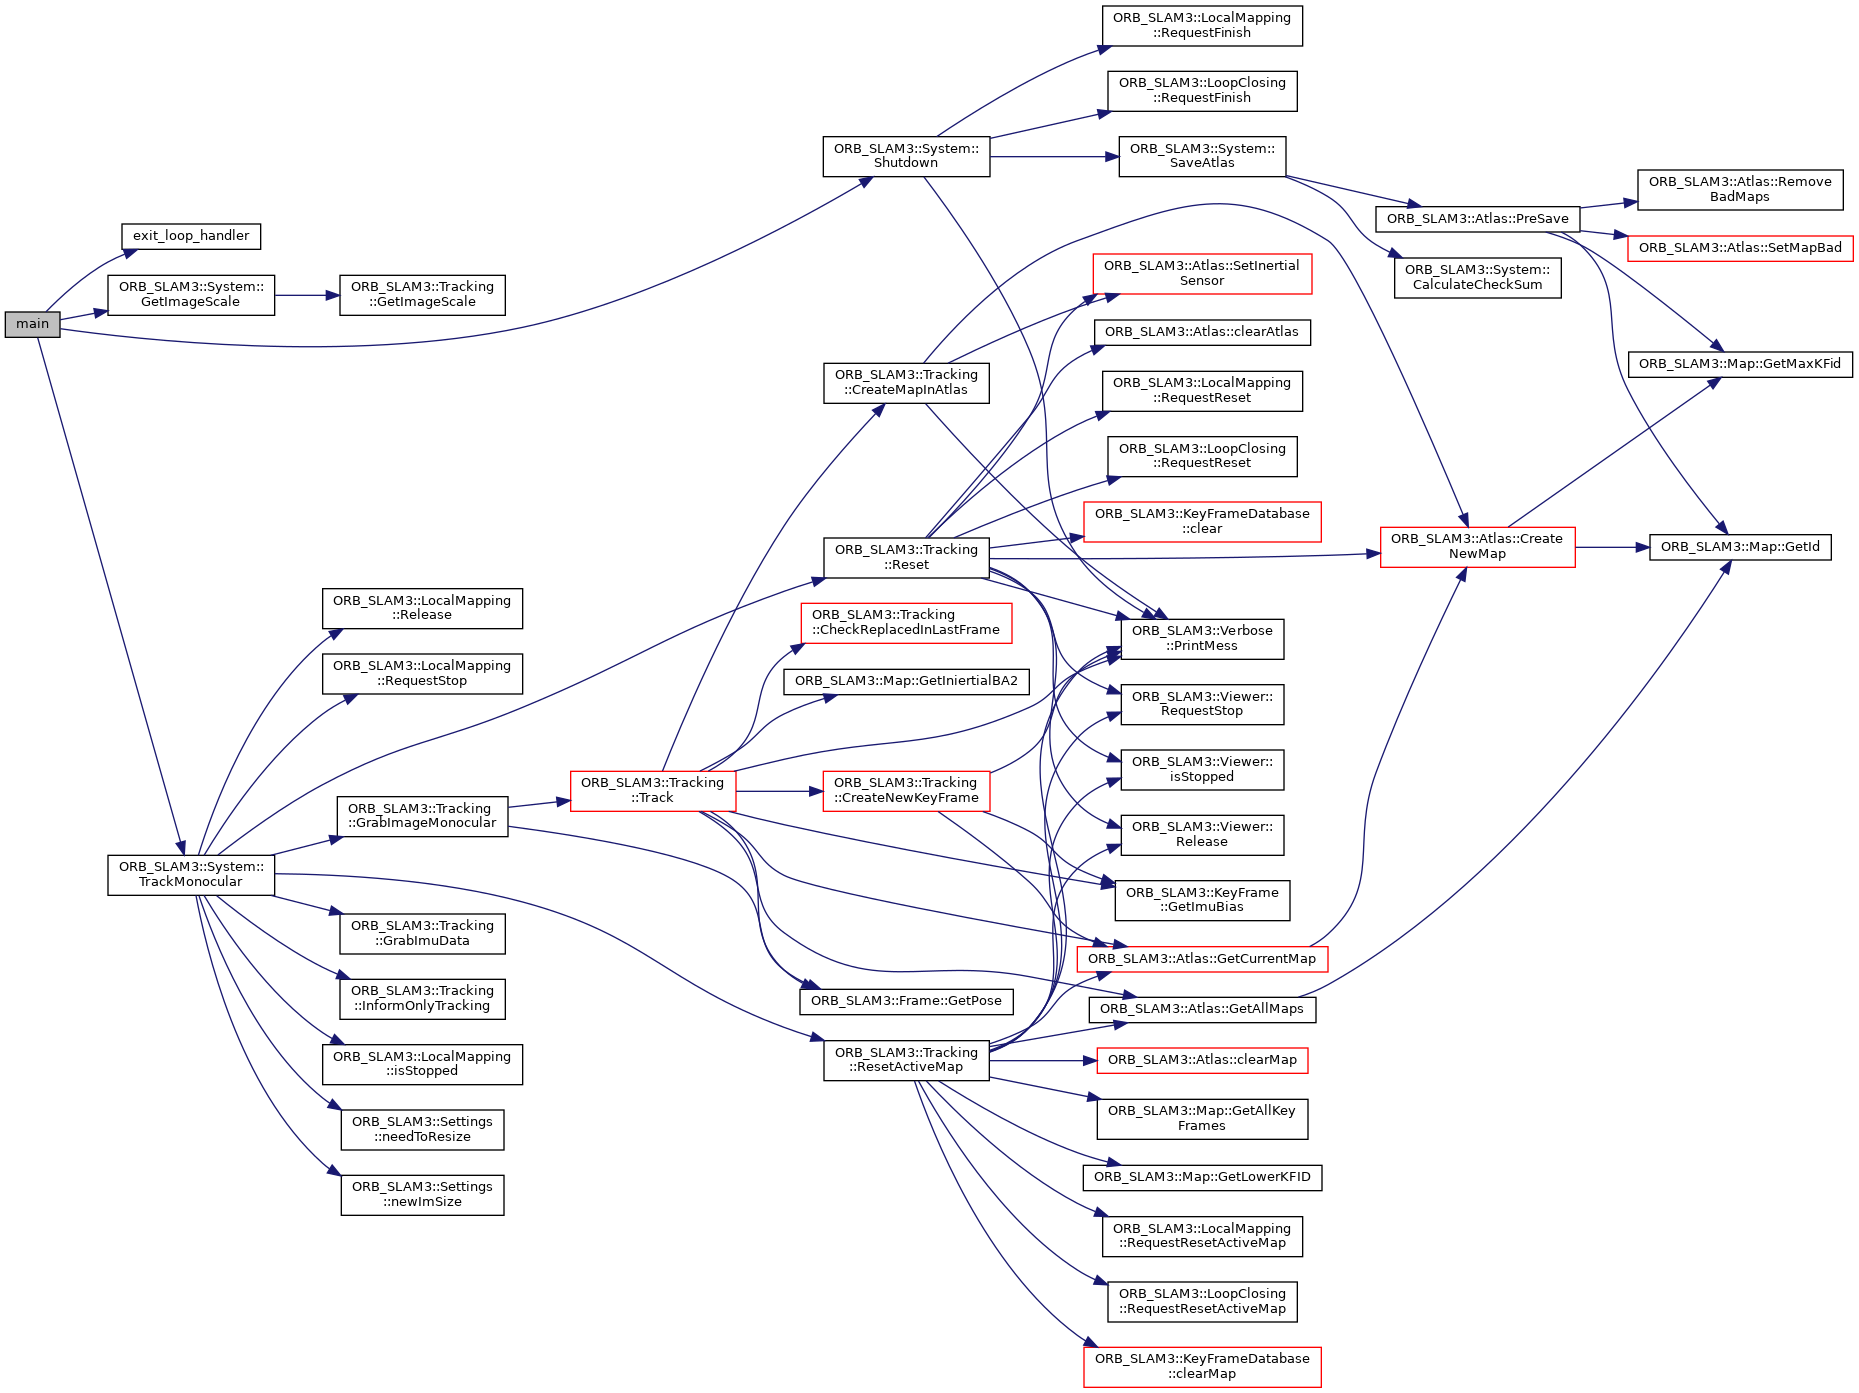 main
exit_loop_handler
ORB_SLAM3::System::
GetImageScale
ORB_SLAM3::Tracking
::GetImageScale
ORB_SLAM3::System::
Shutdown
ORB_SLAM3::LocalMapping
::RequestFinish
ORB_SLAM3::LoopClosing
::RequestFinish
ORB_SLAM3::System::
SaveAtlas
ORB_SLAM3::Atlas::PreSave
ORB_SLAM3::System::
CalculateCheckSum
ORB_SLAM3::Atlas::Remove
BadMaps
ORB_SLAM3::Atlas::SetMapBad
ORB_SLAM3::Map::GetMaxKFid
ORB_SLAM3::Map::GetId
ORB_SLAM3::Atlas::SetInertial
Sensor
ORB_SLAM3::Atlas::clearAtlas
ORB_SLAM3::Tracking
::CreateMapInAtlas
ORB_SLAM3::LocalMapping
::RequestReset
ORB_SLAM3::LoopClosing
::RequestReset
ORB_SLAM3::KeyFrameDatabase
::clear
ORB_SLAM3::Tracking
::Reset
ORB_SLAM3::Atlas::Create
NewMap
ORB_SLAM3::LocalMapping
::Release
ORB_SLAM3::LocalMapping
::RequestStop
ORB_SLAM3::Tracking
::CheckReplacedInLastFrame
ORB_SLAM3::Map::GetIniertialBA2
ORB_SLAM3::Verbose
::PrintMess
ORB_SLAM3::Viewer::
RequestStop
ORB_SLAM3::Viewer::
isStopped
ORB_SLAM3::Tracking
::Track
ORB_SLAM3::Tracking
::CreateNewKeyFrame
ORB_SLAM3::Tracking
::GrabImageMonocular
ORB_SLAM3::Viewer::
Release
ORB_SLAM3::System::
TrackMonocular
ORB_SLAM3::KeyFrame
::GetImuBias
ORB_SLAM3::Tracking
::GrabImuData
ORB_SLAM3::Atlas::GetCurrentMap
ORB_SLAM3::Tracking
::InformOnlyTracking
ORB_SLAM3::Frame::GetPose
ORB_SLAM3::Atlas::GetAllMaps
ORB_SLAM3::LocalMapping
::isStopped
ORB_SLAM3::Tracking
::ResetActiveMap
ORB_SLAM3::Atlas::clearMap
ORB_SLAM3::Settings
::needToResize
ORB_SLAM3::Map::GetAllKey
Frames
ORB_SLAM3::Settings
::newImSize
ORB_SLAM3::Map::GetLowerKFID
ORB_SLAM3::LocalMapping
::RequestResetActiveMap
ORB_SLAM3::LoopClosing
::RequestResetActiveMap
ORB_SLAM3::KeyFrameDatabase
::clearMap